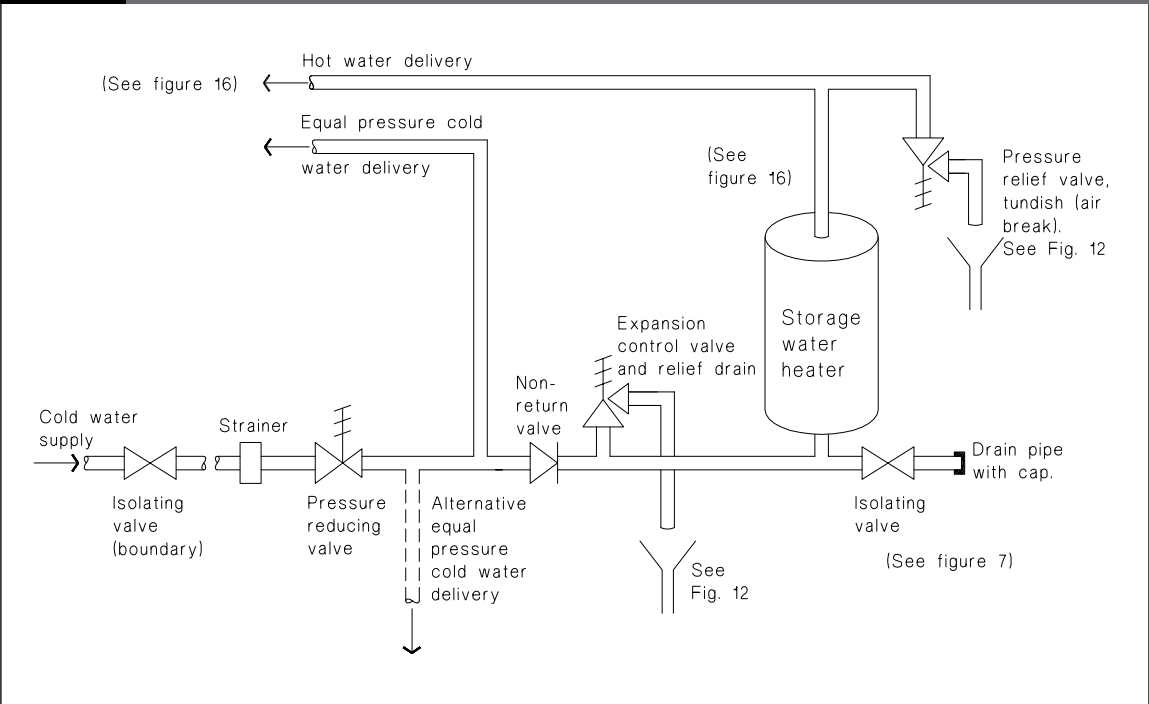 Hot water delivery
(See figure 16)
Equal pressure cold
water delivery
(See
figure 16)
Pressure
relief valve,
tundish (air
break).
See Fig. 12
Storage
water
heater
Expansion
control valve
and relief drain
Non-
return
valve
Cold water
supply
Strainer
Drain pipe
with cap.
Isolating
valve
(boundary)
Pressure
reducing
valve
Alternative
equal
pressure
cold water
delivery
Isolating
valve
(See figure 7)
See
Fig. 12